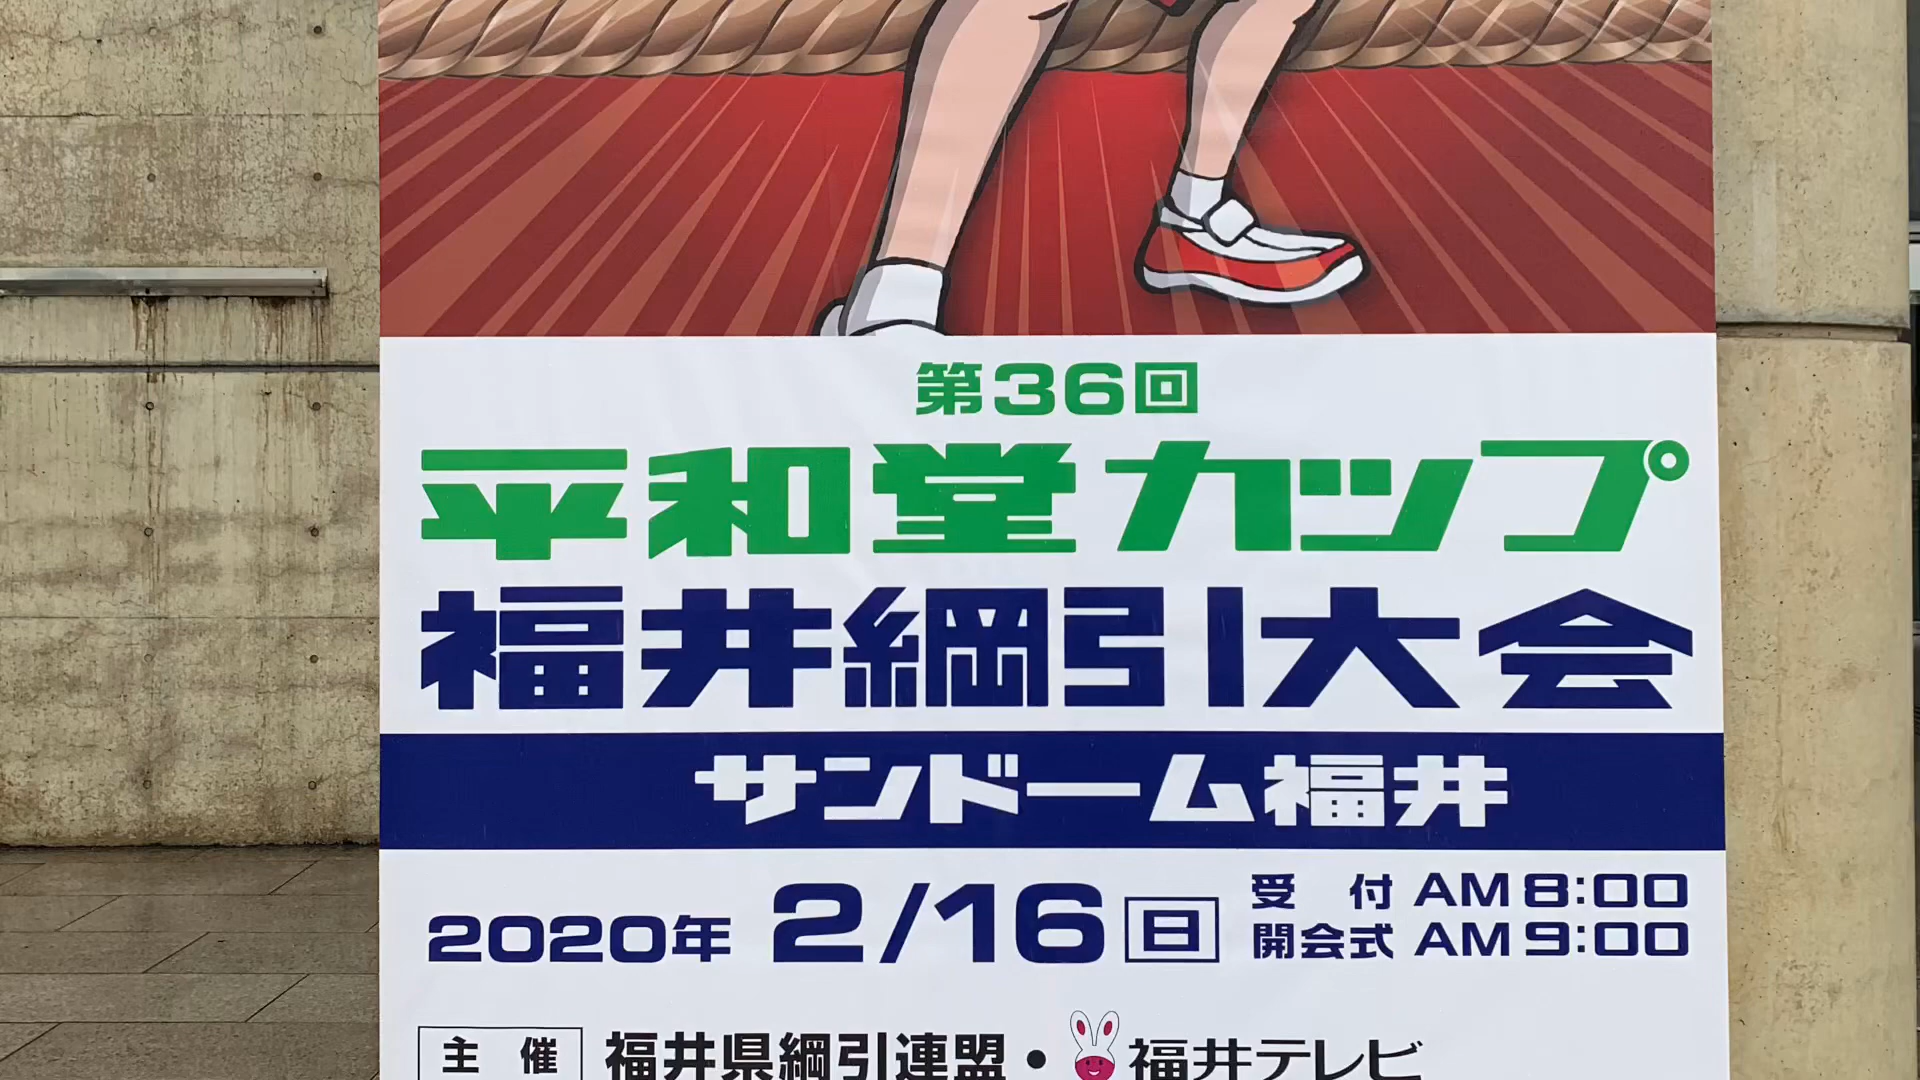 第36回
平和堂カップ
福井綱引大会
サンドーム福井
2020年 2/16 日 受 付 AM 8:00
開会式 AM 9:00
主 催 福井県綱引連盟・福井テレビ